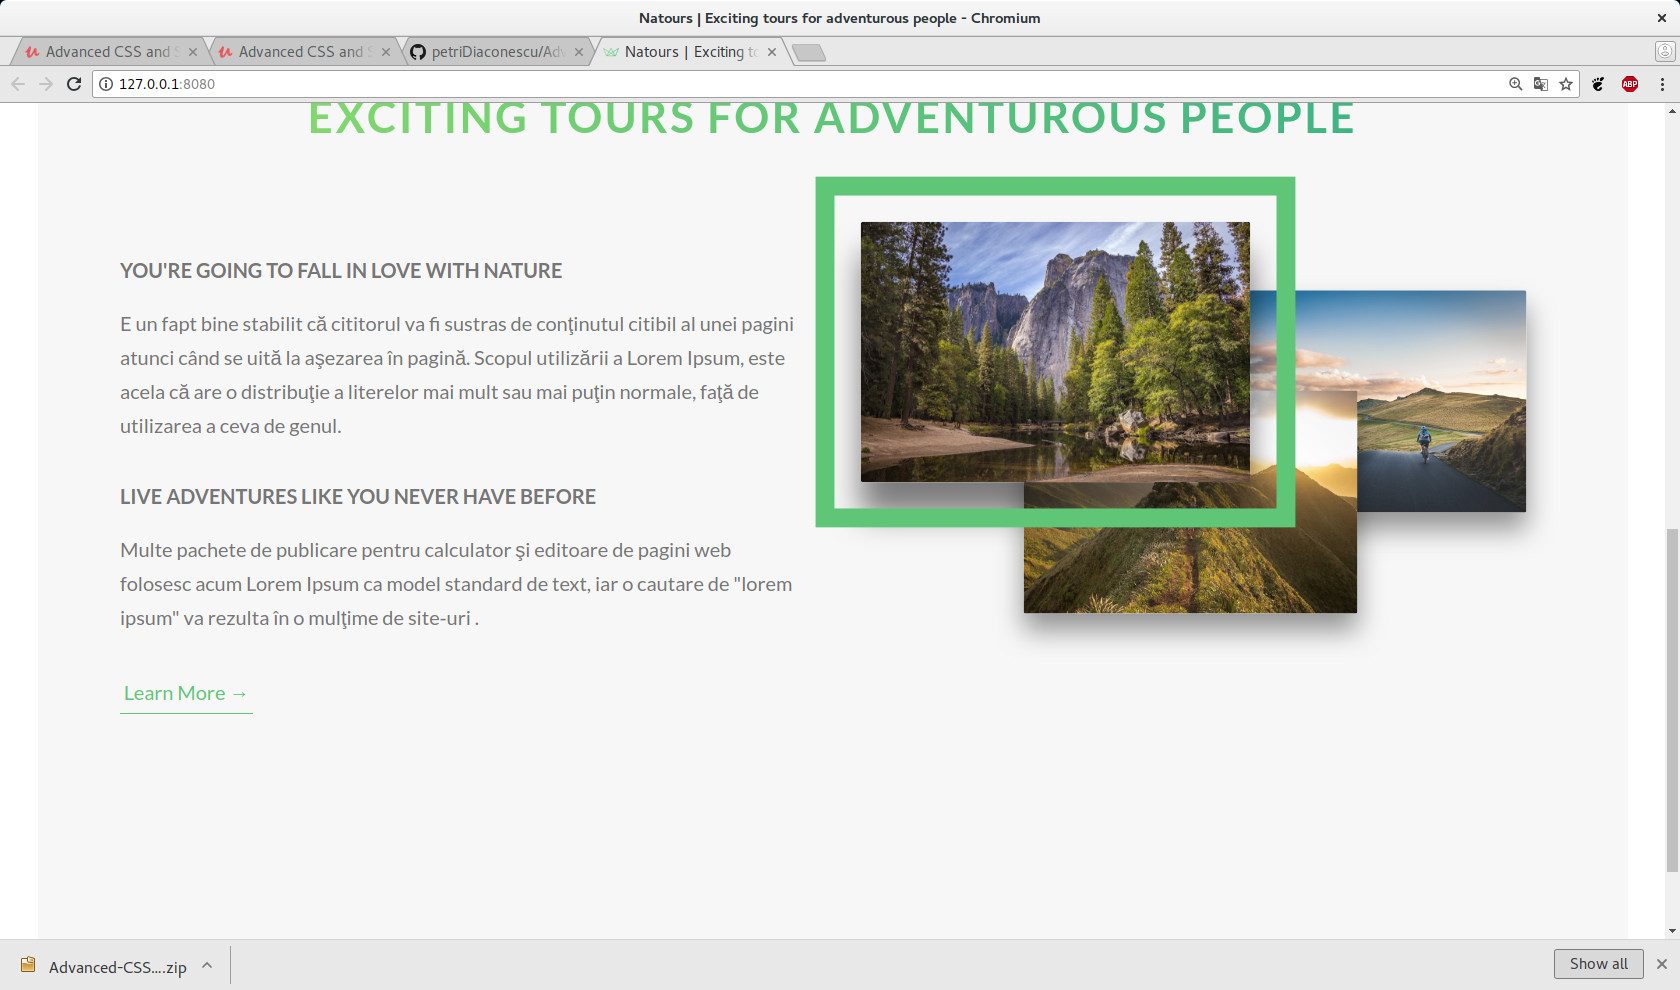 Natours | Exciting tours for adventurous people - Chromium
Advanced CSS and S
Advanced CSS and S
petriDiaconescu/Adv
Natours | Exciting to
127.0.0.1:8080
ABP
EXCITING TOURS FOR ADVENTUROUS PEOPLE
YOU'RE GOING TO FALL IN LOVE WITH NATURE
E un fapt bine stabilit că cititorul va fi sustras de conţinutul citibil al unei pagini
atunci când se uită la aşezarea în pagină. Scopul utilizării a Lorem Ipsum, este
acela că are o distribuţie a literelor mai mult sau mai puţin normale, faţă de
utilizarea a ceva de genul.
LIVE ADVENTURES LIKE YOU NEVER HAVE BEFORE
Multe pachete de publicare pentru calculator şi editoare de pagini web
folosesc acum Lorem Ipsum ca model standard de text, iar o cautare de "lorem
ipsum" va rezulta în o mulţime de site-uri .
Learn More →
Advanced-CSS....zip
Show all